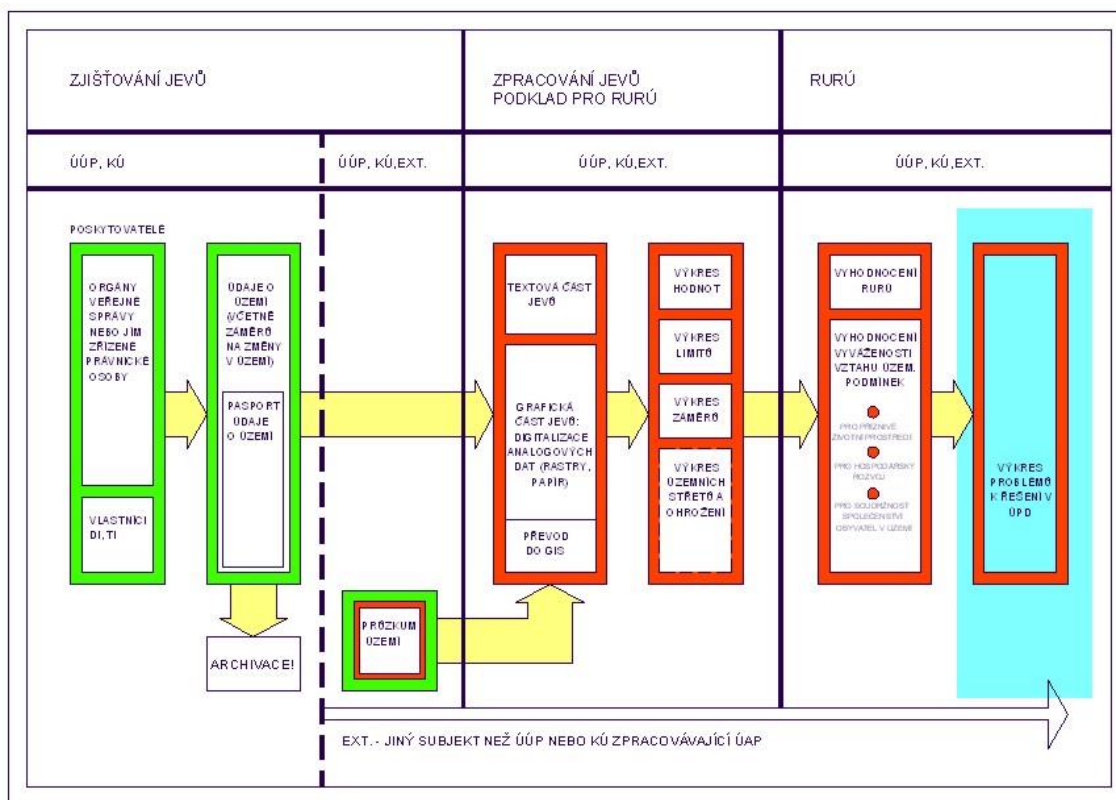 ZJIŠŤOVÁNÍ JEVŮ
ZPRACOVÁNÍ JEVŮ
PODKLAD PRO RURÚ
RURÚ
ÚÚP, KÚ
ÚÚP, KÚ,EXT.
ÚÚP, KÚ,EXT.
ÚÚP, KÚ,EXT.
POSKYTOVATELÉ
ORGÁNY
VEŘEJNÉ
SPRÁVY
NEBO JÍM
ZŘÍZENÉ
PRÁVNICKÉ
OSOBY
VLASTNÍCI
DI,TI
ÚDAJE O
ÚZEMÍ
(VČETNĚ
ZÁMĚRŮ
NA ZMĚNY
V ÚZEMÍ)
PASPORT
ÚDAJE
O ÚZEMÍ
ARCHIVACE!
PRŮZKUM
ÚZEMÍ
TEXTOVÁ ČÁST
JEVŮ
GRAFICKÁ
ČÁST JEVŮ:
DIGITALIZACE
ANALOGOVÝCH
DAT (RASTRY,
PAPÍR)
PŘEVOD
DO GIS
VÝKRES
HODNOT
VÝKRES
LIMITŮ
VÝKRES
ZÁMĚRŮ
VÝKRES
ÚZEMNÍCH
STŘETŮ A
OHROŽENÍ
VYHODNOCENÍ
RURÚ
VYHODNOCENÍ
VYVÁŽENOSTI
VZTAHU ÚZEM.
PODMÍNEK
PRO PŘÍZNIVÉ
ŽIVOTNÍ PROSTŘEDÍ
PRO HOSPODÁŘSKÝ
ROZVOJ
PRO SOUDRŽNOST
SPOLEČENSTVÍ
OBYVATEL V ÚZEMÍ
VÝKRES
PROBLÉMŮ
K ŘEŠENÍ V
ÚPD
EXT. - JINÝ SUBJEKT NEŽ ÚÚP NEBO KÚ ZPRACOVÁVAJÍCÍ ÚAP